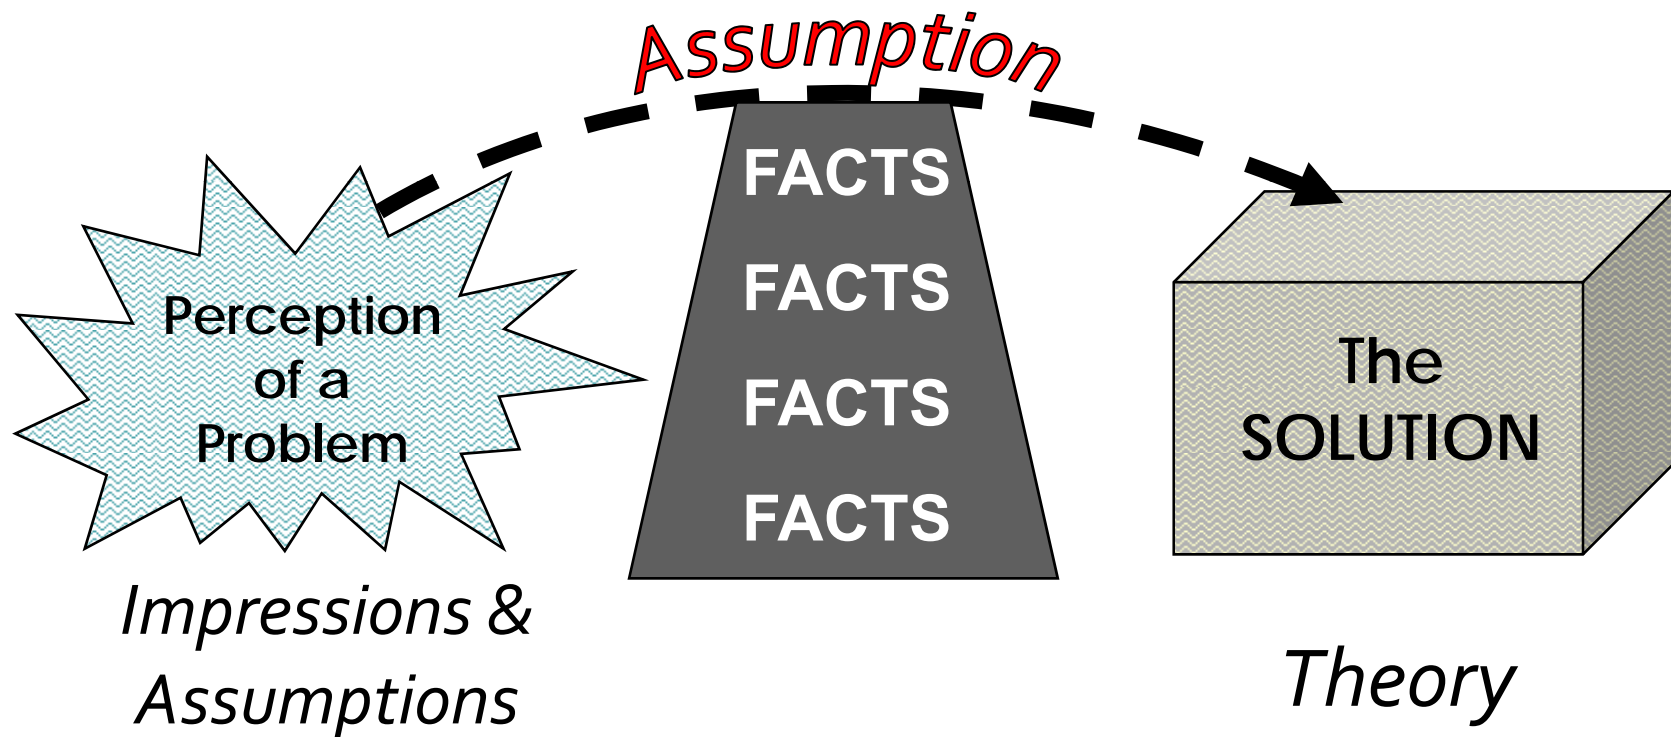 Assumption
Perception
of a
Problem
Impressions &
Assumptions
FACTS
FACTS
FACTS
FACTS
The
SOLUTION
Theory